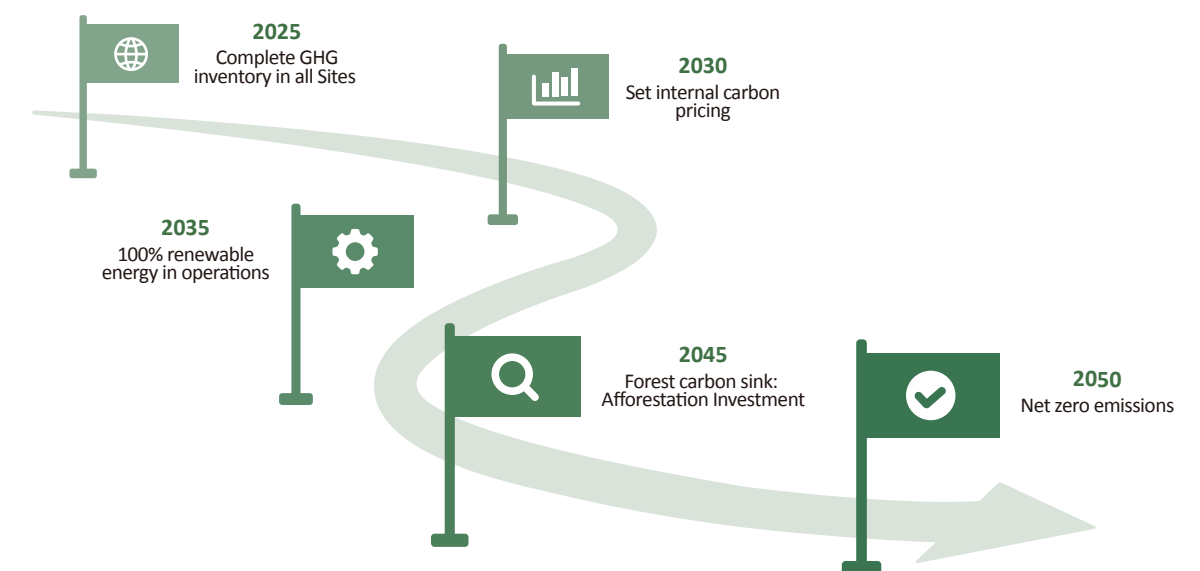 2025
Complete GHG
inventory in all Sites
2030
Set internal carbon
pricing
2035
100% renewable
energy in operations
2045
Forest carbon sink:
Afforestation Investment
2050
Net zero emissions